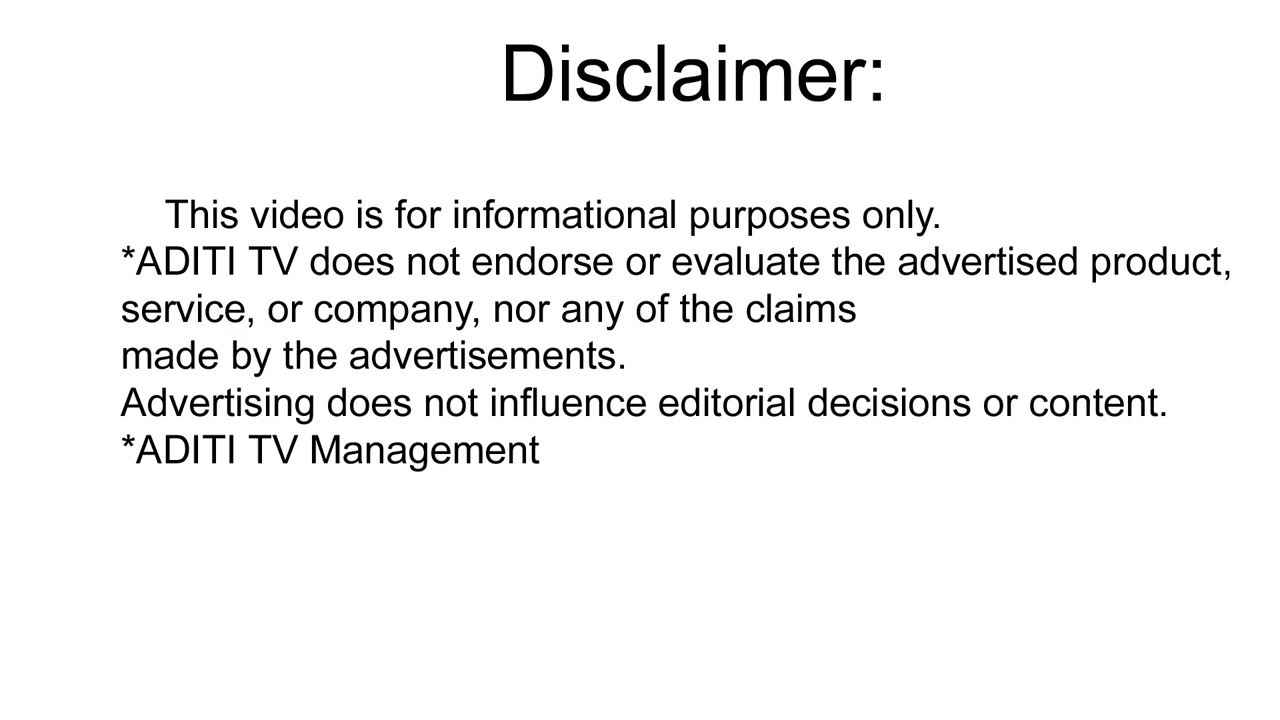 Disclaimer:
This video is for informational purposes only.
*ADITI TV does not endorse or evaluate the advertised product,
service, or company, nor any of the claims
made by the advertisements.
Advertising does not influence editorial decisions or content.
*ADITI TV Management